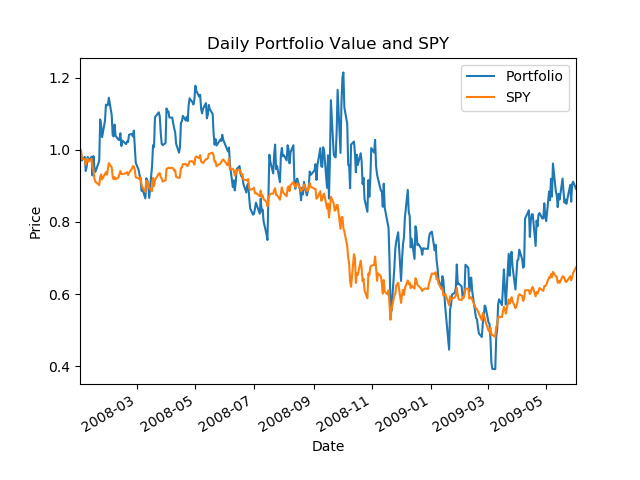 Daily Portfolio Value and SPY
Portfolio
SPY
1.2
1.0
0.8
0.6
0.4
Price
2008-03
2008-05
2008-07
2008-09
2008-11
2009-01
2009-03
2009-05
Date